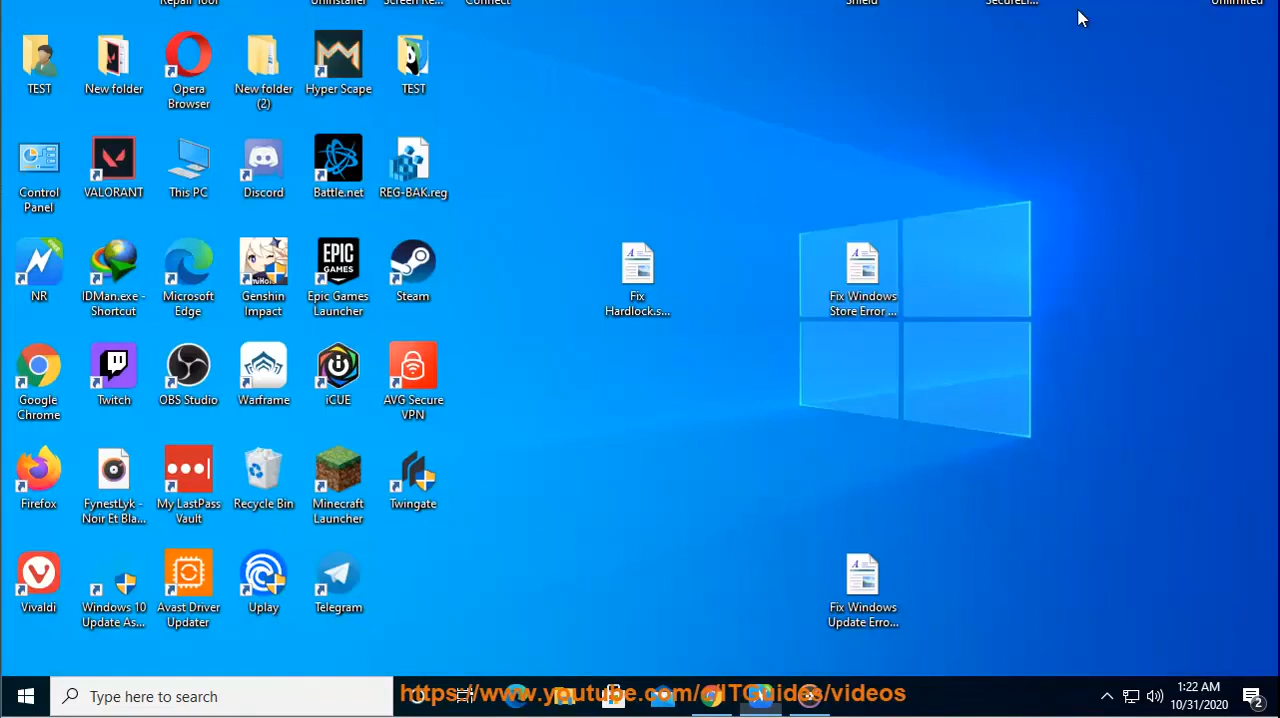 Repair Tool Uninstaller Screen Re... Connect Shield SecureLi... Unlimited
TEST New folder Opera Browser New folder (2) Hyper Scape TEST
Control Panel VALORANT This PC Discord Battle.net REG-BAK.reg
NR IDMan.exe - Shortcut Microsoft Edge Genshin Impact EPIC GAMES Epic Games Launcher Steam
Fix Hardlock.s... Fix Windows Store Error ...
Google Chrome Twitch OBS Studio Warframe iCUE AVG Secure VPN
Firefox FynestLyk - Noir Et Bla... My LastPass Vault Recycle Bin Minecraft Launcher Twingate
Vivaldi Windows 10 Update As... Avast Driver Updater Uplay Telegram Fix Windows Update Erro...
Type here to search
https://www.youtube.com/@ITGuides/videos
1:22 AM
10/31/2020
2